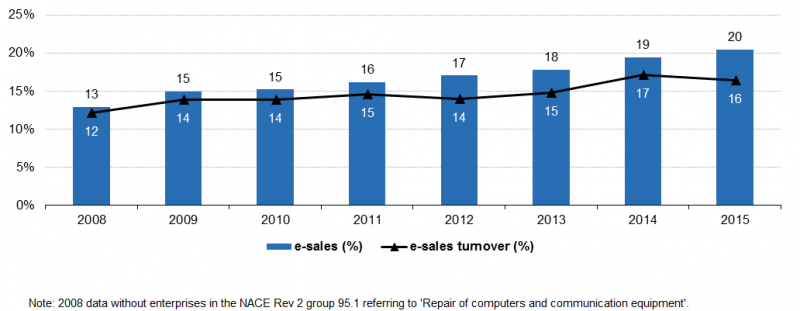 25%
20%
15%
10%
5%
0%
13 15 15 16 17 18 19 20
12 14 14 15 14 15 17 16
2008 2009 2010 2011 2012 2013 2014 2015
e-sales (%) e-sales turnover (%)
Note: 2008 data without enterprises in the NACE Rev 2 group 95.1 referring to 'Repair of computers and communication equipment'.